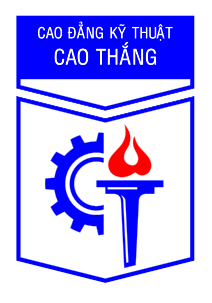 CAO ĐẲNG KỸ THUẬT
CAO THẮNG